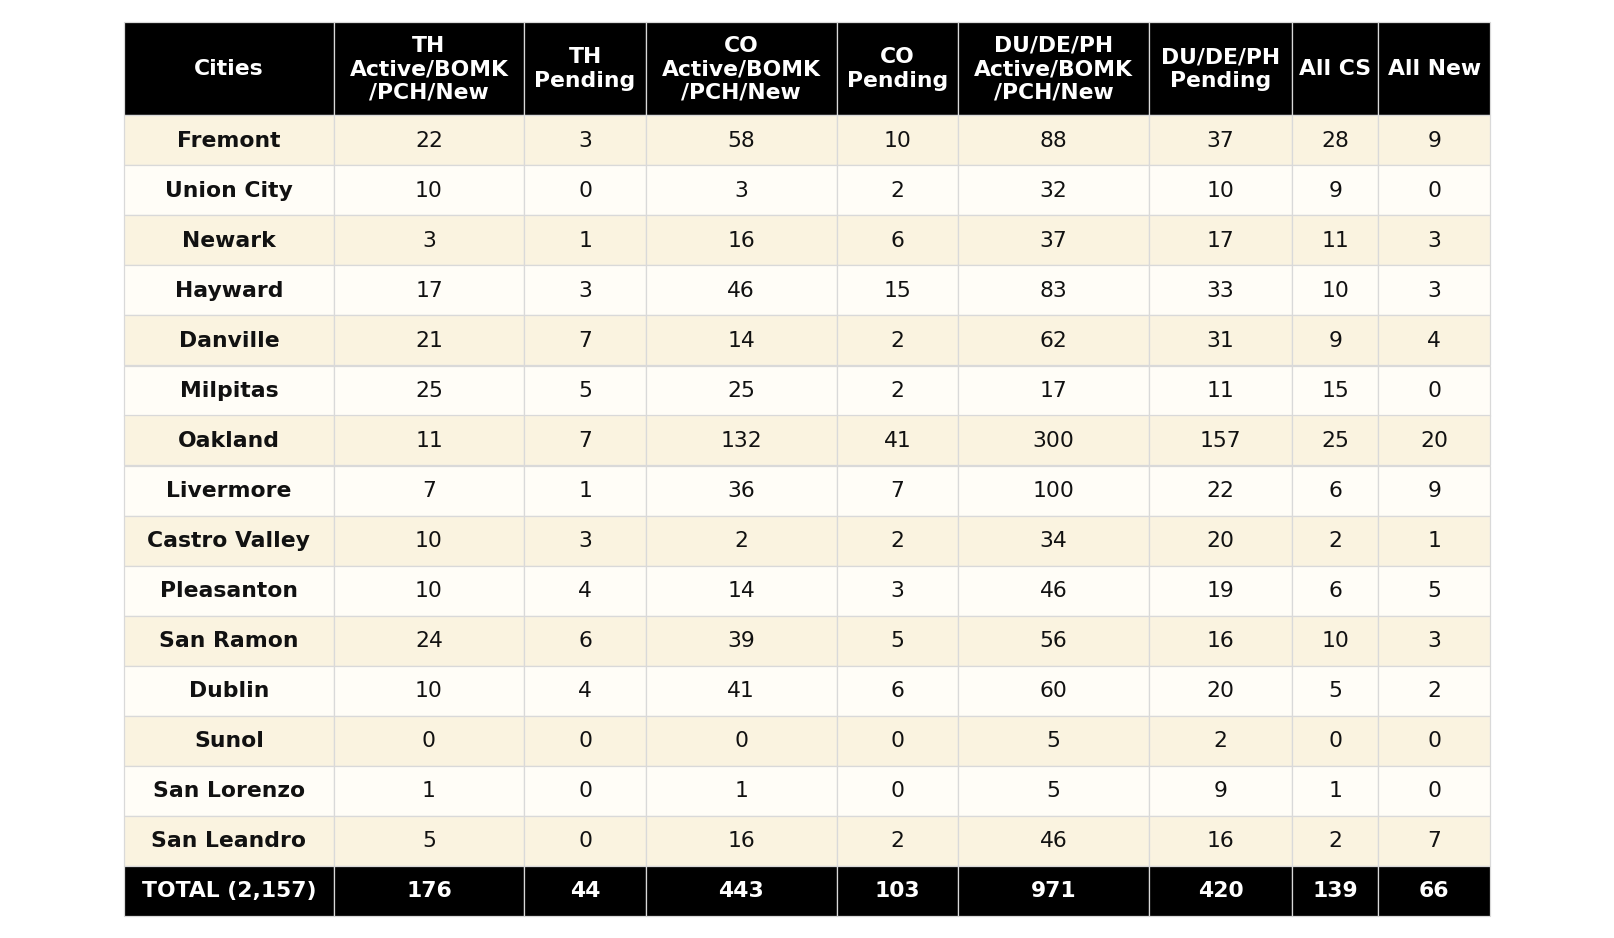 Cities TH Active/BOMK /PCH/New TH Pending CO Active/BOMK /PCH/New CO Pending DU/DE/PH Active/BOMK /PCH/New DU/DE/PH Pending All CS All New
Fremont 22 3 58 10 88 37 28 9
Union City 10 0 3 2 32 10 9 0
Newark 3 1 16 6 37 17 11 3
Hayward 17 3 46 15 83 33 10 3
Danville 21 7 14 2 62 31 9 4
Milpitas 25 5 25 2 17 11 15 0
Oakland 11 7 132 41 300 157 25 20
Livermore 7 1 36 7 100 22 6 9
Castro Valley 10 3 2 2 34 20 2 1
Pleasanton 10 4 14 3 46 19 6 5
San Ramon 24 6 39 5 56 16 10 3
Dublin 10 4 41 6 60 20 5 2
Sunol 0 0 0 0 5 2 0 0
San Lorenzo 1 0 1 0 5 9 1 0
San Leandro 5 0 16 2 46 16 2 7
TOTAL (2,157) 176 44 443 103 971 420 139 66